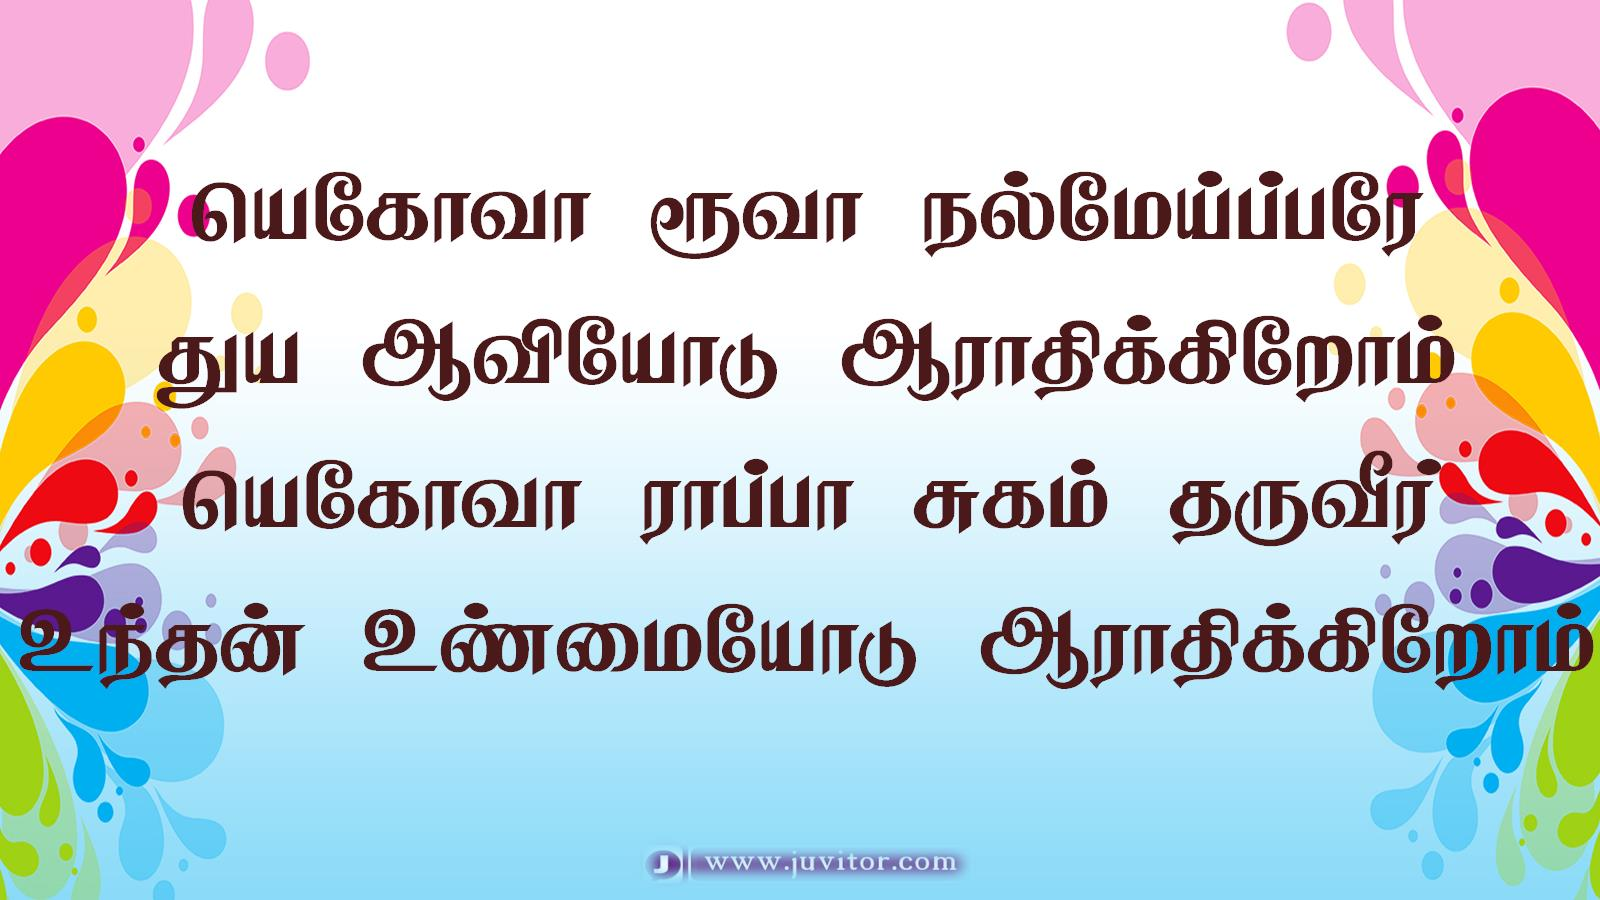 யெகோவா ரூவா நல்மேய்ப்பரே
துய ஆவியோடு ஆராதிக்கிறோம்
யெகோவா ராப்பா சுகம் தருவீர்
உந்தன் உண்மையோடு ஆராதிக்கிறோம்
J www.juvitor.com